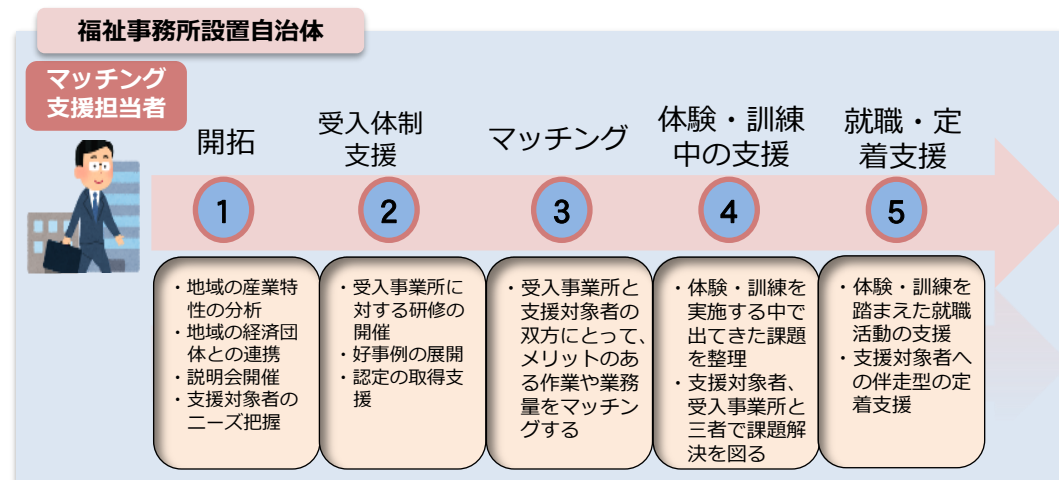 福祉事務所設置自治体
マッチング
支援担当者
開拓
受入体制
支援
マッチング
体験・訓練
中の支援
就職・定
着支援
1
2
3
4
5
・地域の産業特
性の分析
・地域の経済団
体との連携
・説明会開催
・支援対象者の
ニーズ把握
・受入事業所に
対する研修の
開催
・好事例の展開
・認定の取得支
援
・受入事業所と
支援対象者の
双方にとって、
メリットのあ
る作業や業務
量をマッチン
グする
・体験・訓練を
実施する中で
出てきた課題
を整理
・支援対象者、
受入事業所と
三者で課題解
決を図る
・体験・訓練を
踏まえた就職
活動の支援
・支援対象者へ
の伴走型の定
着支援